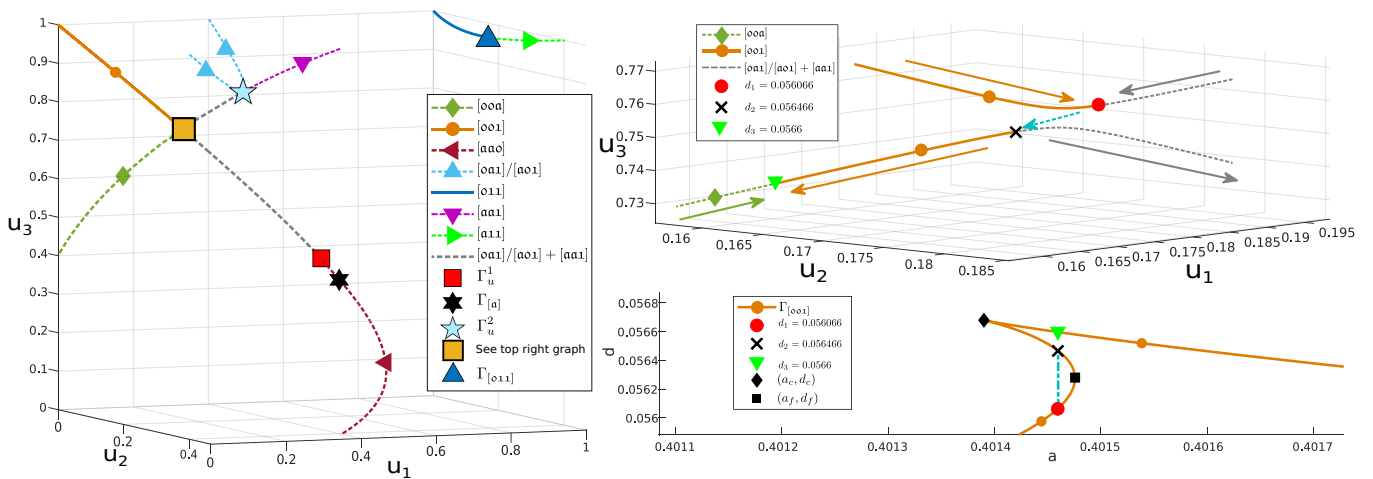 1
0.9
0.8
0.7
0.6
0.5
0.4
0.3
0.2
0.1
0
u₃
0
0.2
0.4
u₂
0
0.2
0.4
0.6
0.8
1
u₁
[𝔬𝔬𝔞]
[𝔬𝔬1]
[𝔞𝔞𝔬]
[𝔬𝔞1]/[𝔞𝔬1]
[𝔬11]
[𝔞𝔞1]
[𝔞11]
[𝔬𝔞1]/[𝔞𝔬1] + [𝔞𝔞1]
Γ¹ᵤ
Γ[𝔞]
Γ²ᵤ
See top right graph
Γ[𝔬11]
[𝔬𝔬𝔞]
[𝔬𝔬1]
[𝔬𝔞1]/[𝔞𝔬1] + [𝔞𝔞1]
d₁ = 0.056066
d₂ = 0.056466
d₃ = 0.0566
0.77
0.76
0.75
0.74
0.73
u₃
0.16
0.165
0.17
0.175
0.18
0.185
u₂
0.16
0.165
0.17
0.175
0.18
0.185
0.19
0.195
u₁
Γ[𝔬𝔬1]
d₁ = 0.056066
d₂ = 0.056466
d₃ = 0.0566
(a_c, d_c)
(a_f, d_f)
0.0568
0.0566
0.0564
0.0562
0.056
d
0.4011
0.4012
0.4013
0.4014
0.4015
0.4016
0.4017
a